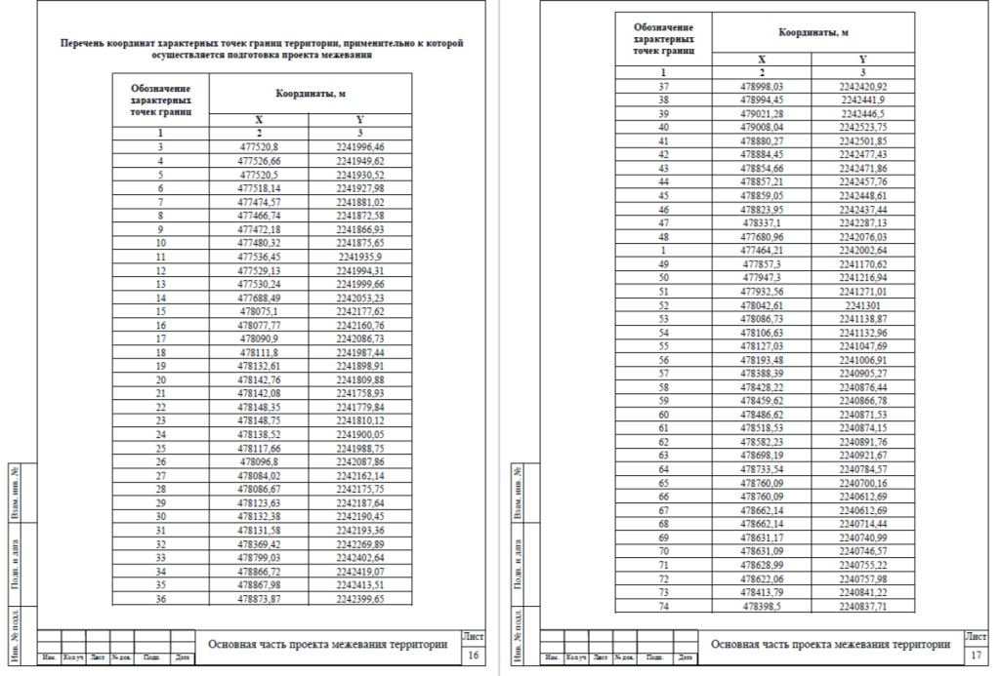 Перечень координат характерных точек границ территории, применительно к которой
осуществляется подготовка проекта межевания
Обозначение
характерных
точек границ
Координаты, м
X Y
1 2 3
3 477520,8 2241996,46
4 477526,66 2241949,62
5 477520,5 2241930,52
6 477518,14 2241927,98
7 477474,57 2241881,02
8 477466,74 2241872,58
9 477472,18 2241866,93
10 477480,32 2241875,65
11 477536,45 2241935,9
12 477529,13 2241994,31
13 477530,24 2241999,66
14 477688,49 2242053,23
15 478075,1 2242177,62
16 478077,77 2242160,76
17 478090,9 2242086,73
18 478111,8 2241987,44
19 478132,61 2241898,91
20 478142,76 2241809,88
21 478142,08 2241758,93
22 478148,35 2241779,84
23 478148,75 2241810,12
24 478138,52 2241900,05
25 478117,66 2241988,75
26 478096,8 2242087,86
27 478084,02 2242162,14
28 478086,67 2242175,75
29 478123,63 2242187,64
30 478132,38 2242190,45
31 478131,58 2242193,36
32 478369,42 2242269,89
33 478799,03 2242402,64
34 478866,72 2242419,07
35 478867,98 2242413,51
36 478873,87 2242399,65
Взам. инв. №
Подп. и дата
Инв. № подл.
Изм. Кол.уч Лист № док. Подп. Дата
Основная часть проекта межевания территории
Лист
16
Обозначение
характерных
точек границ
Координаты, м
X Y
1 2 3
37 478998,03 2242420,92
38 478994,45 2242441,9
39 479021,28 2242446,5
40 479008,04 2242523,75
41 478880,27 2242501,85
42 478884,45 2242477,43
43 478854,66 2242471,86
44 478857,21 2242457,76
45 478859,05 2242448,61
46 478823,95 2242437,44
47 478337,1 2242287,13
48 477680,96 2242076,03
1 477464,21 2242002,64
49 477857,3 2241170,62
50 477947,3 2241216,94
51 477932,56 2241271,01
52 478042,61 2241301
53 478086,73 2241138,87
54 478106,63 2241132,96
55 478127,03 2241047,69
56 478193,48 2241006,91
57 478388,39 2240905,27
58 478428,22 2240876,44
59 478459,62 2240866,78
60 478486,62 2240871,53
61 478518,53 2240874,15
62 478582,23 2240891,76
63 478698,19 2240921,67
64 478733,54 2240784,57
65 478760,09 2240700,16
66 478760,09 2240612,69
67 478662,14 2240612,69
68 478662,14 2240714,44
69 478631,17 2240740,99
70 478631,09 2240746,57
71 478628,99 2240755,22
72 478622,06 2240757,98
73 478413,79 2240841,22
74 478398,5 2240837,71
Взам. инв. №
Подп. и дата
Инв. № подл.
Изм. Кол.уч Лист № док. Подп. Дата
Основная часть проекта межевания территории
Лист
17